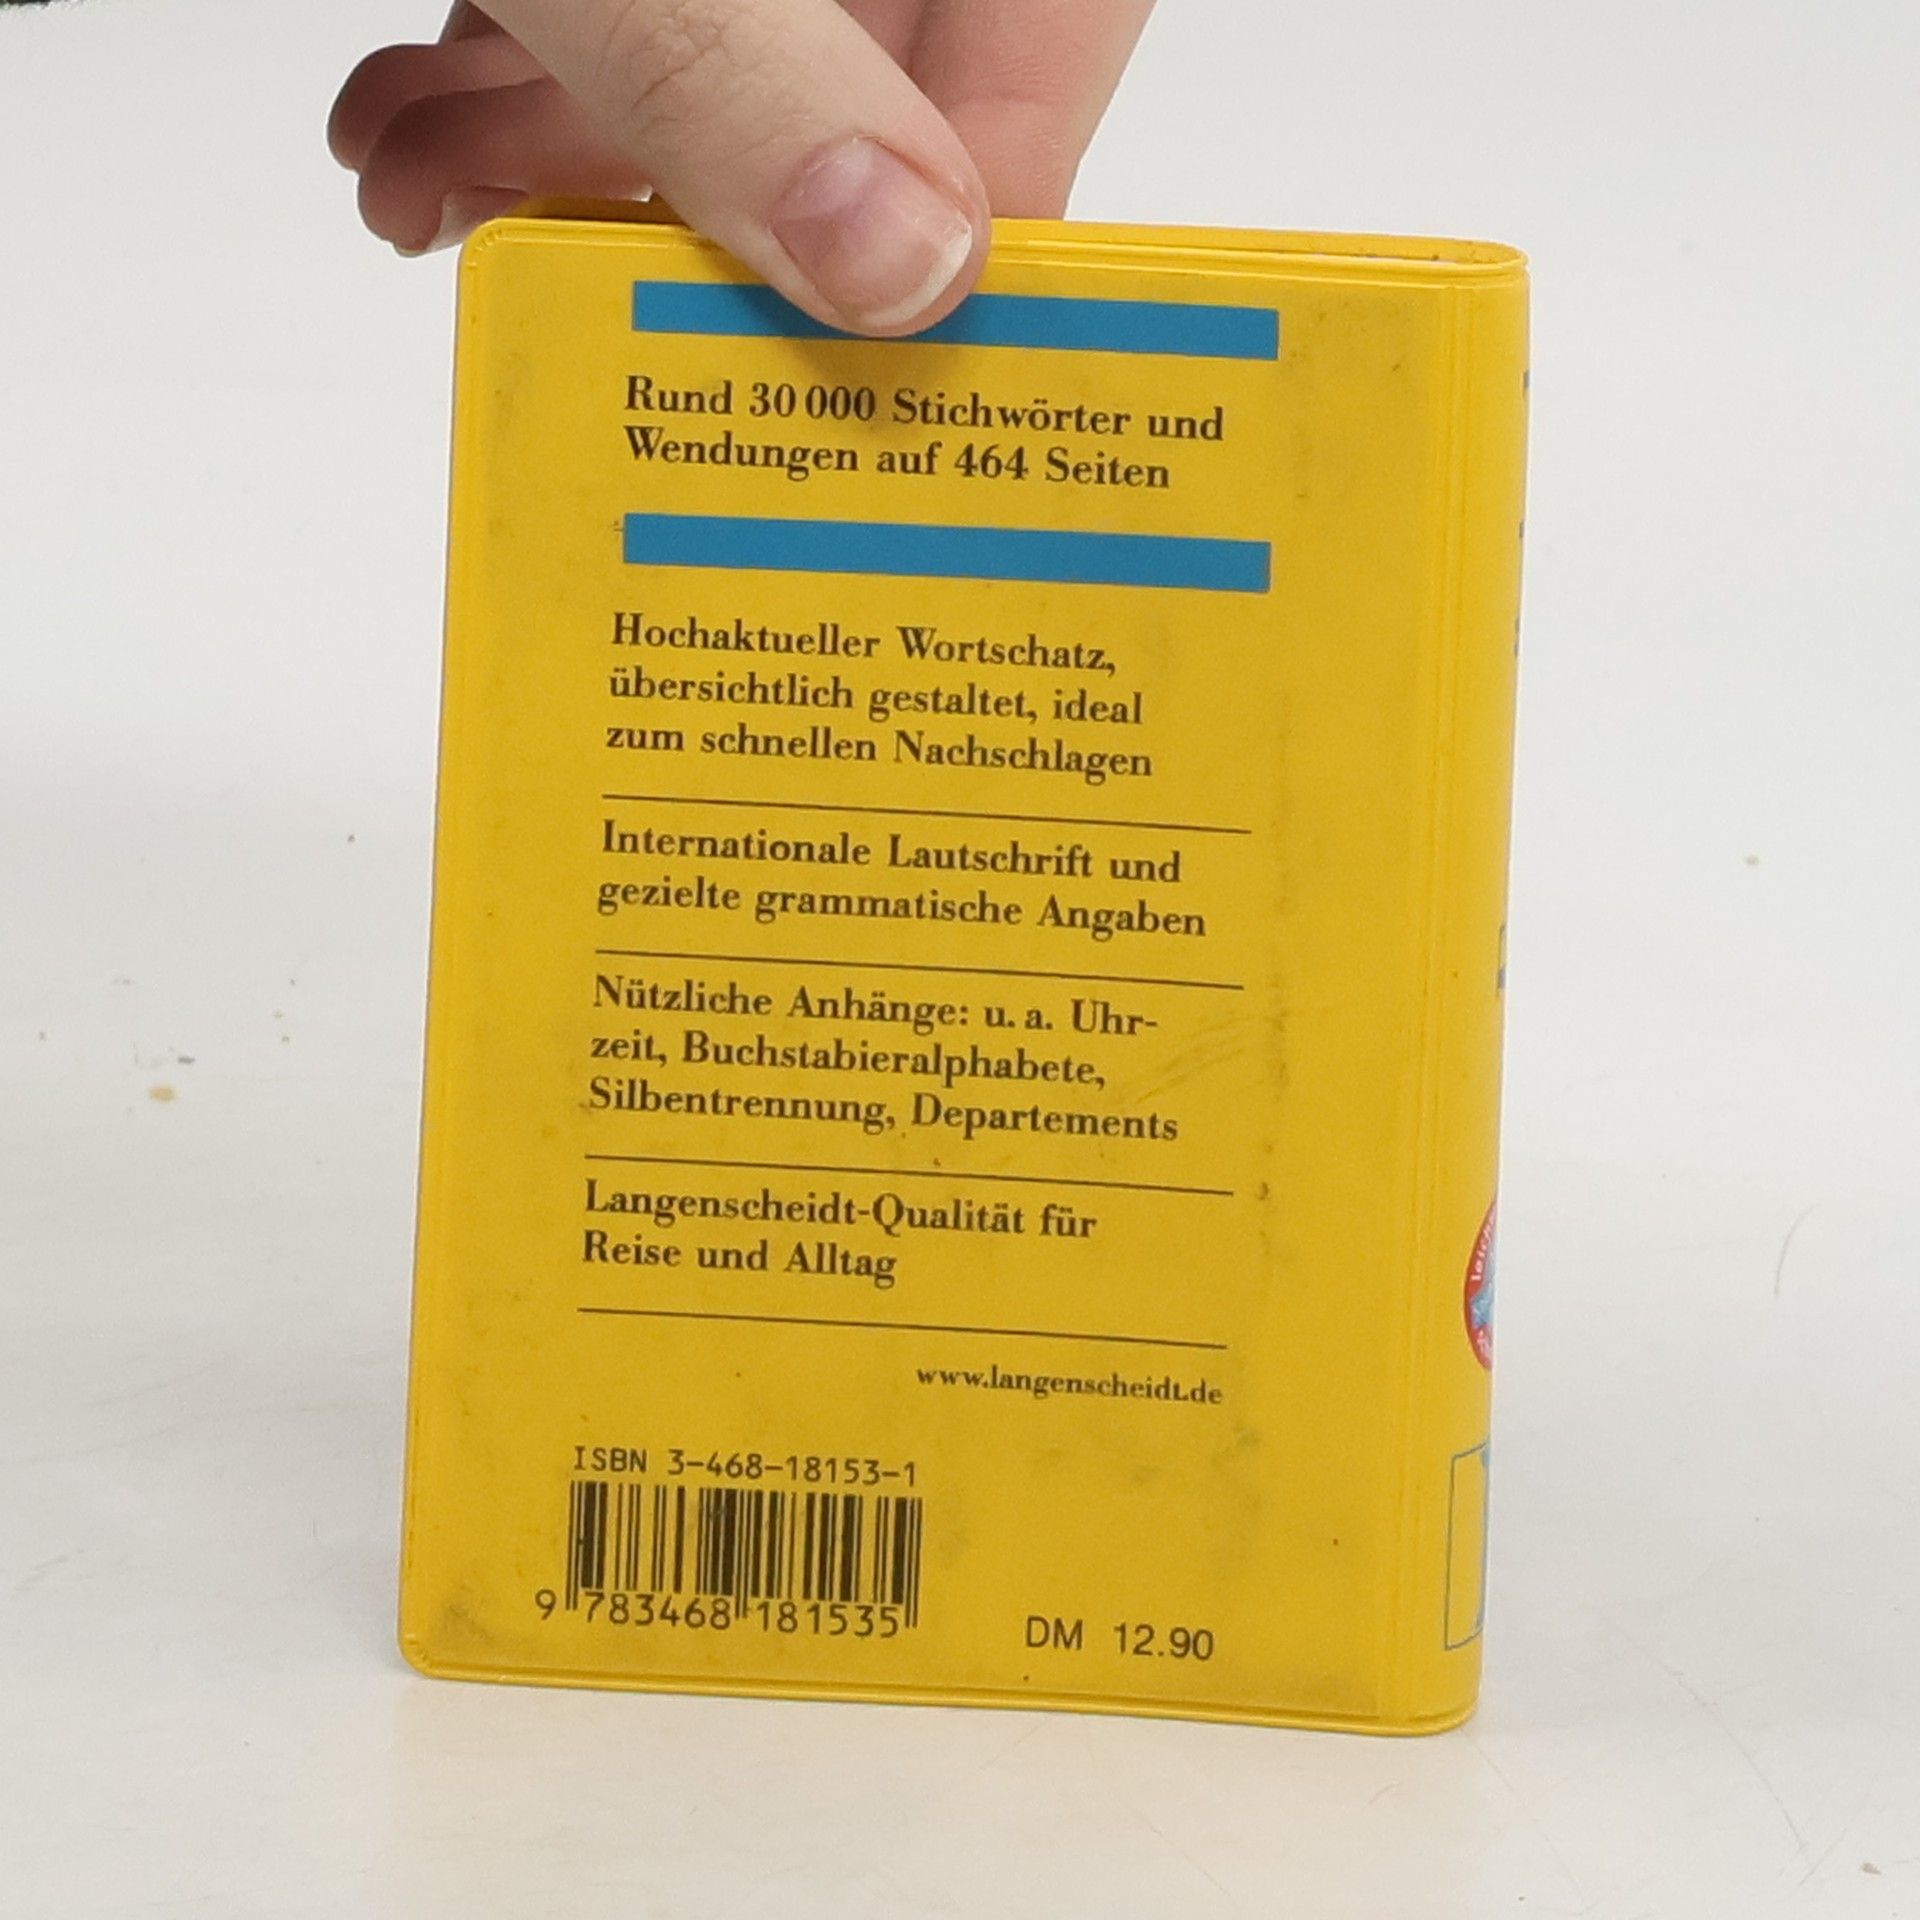 Rund 30 000 Stichwörter und
Wendungen auf 464 Seiten
Hochaktueller Wortschatz,
übersichtlich gestaltet, ideal
zum schnellen Nachschlagen
Internationale Lautschrift und
gezielte grammatische Angaben
Nützliche Anhänge: u. a. Uhr-
zeit, Buchstabieralphabete,
Silbentrennung, Departements
Langenscheidt-Qualität für
Reise und Alltag
www.langenscheidt.de
ISBN 3-468-18153-1
9 783468 181535
DM 12.90